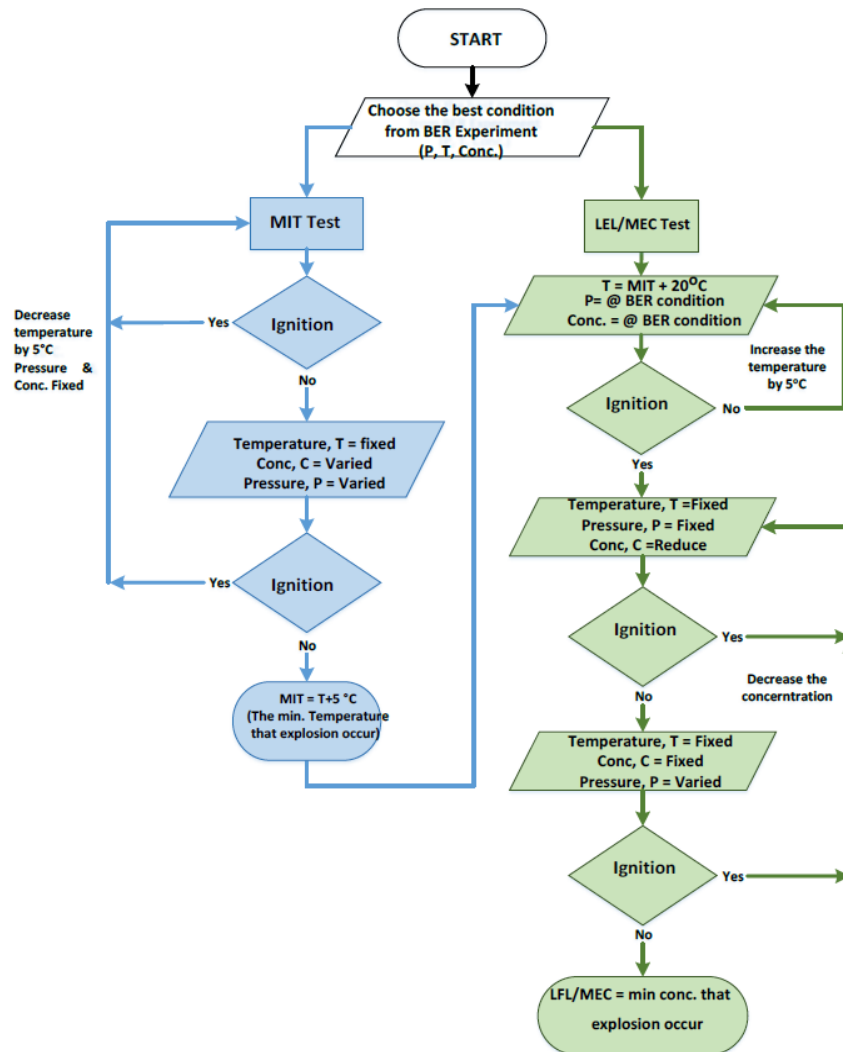 START
Choose the best condition
from BER Experiment
(P, T, Conc.)
MIT Test
Ignition
Yes
Decrease
temperature
by 5°C
Pressure &
Conc. Fixed
No
Temperature, T = fixed
Conc, C = Varied
Pressure, P = Varied
Ignition
Yes
No
MIT = T+5 °C
(The min. Temperature
that explosion occur)
LEL/MEC Test
T = MIT + 20⁰C
P= @ BER condition
Conc. = @ BER condition
Increase the
temperature
by 5°C
Ignition
No
Yes
Temperature, T =Fixed
Pressure, P = Fixed
Conc, C =Reduce
Ignition
Yes
Decrease the
concerntration
No
Temperature, T = Fixed
Conc, C = Fixed
Pressure, P = Varied
Ignition
Yes
No
LFL/MEC = min conc. that
explosion occur